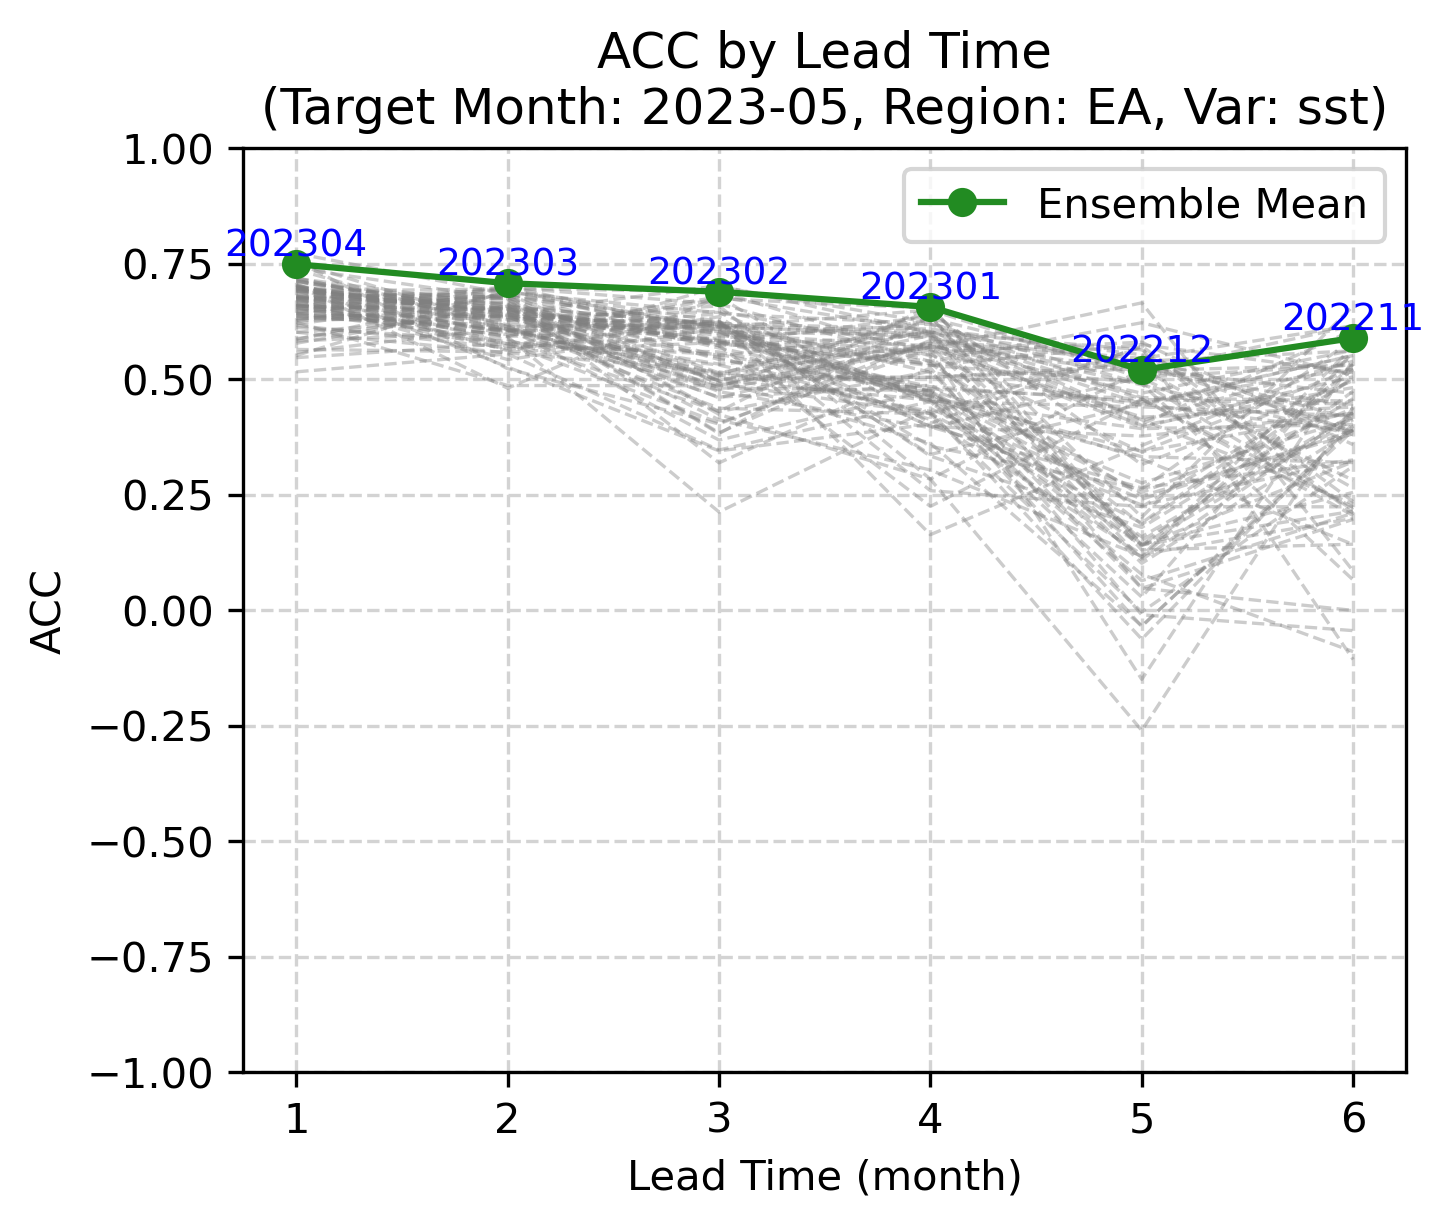 ACC by Lead Time
(Target Month: 2023-05, Region: EA, Var: sst)
Ensemble Mean
1.00
0.75
0.50
0.25
0.00
−0.25
−0.50
−0.75
−1.00
ACC
202304
202303
202302
202301
202212
202211
1 2 3 4 5 6
Lead Time (month)